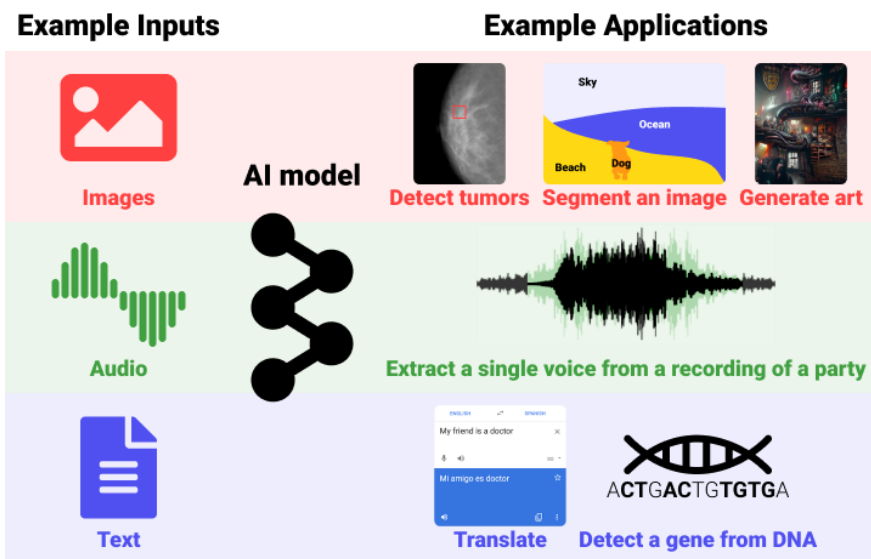 Example Inputs
Example Applications
Images
AI model
Sky
Ocean
Beach
Dog
Detect tumors
Segment an image
Generate art
Audio
Extract a single voice from a recording of a party
Text
ENGLISH
SPANISH
My friend is a doctor
Mi amigo es doctor
Translate
ACTGACTGTGTGA
Detect a gene from DNA